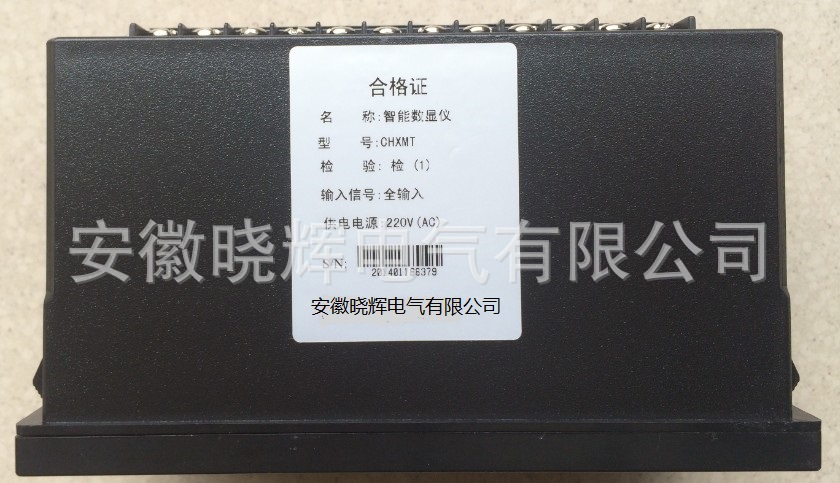 合格证
名 称:智能数显仪
型 号:CHXMT
检 验: 检 (1)
输入信号:全输入
供电电源:220V(AC)
安徽晓辉电气有限公司
S/N:
安徽晓辉电气有限公司